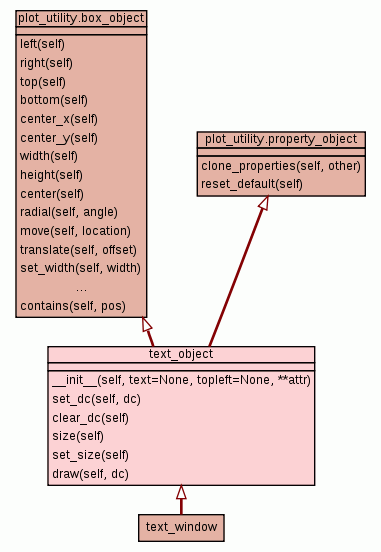 plot_utility.box_object
left(self)
right(self)
top(self)
bottom(self)
center_x(self)
center_y(self)
width(self)
height(self)
center(self)
radial(self, angle)
move(self, location)
translate(self, offset)
set_width(self, width)
...
contains(self, pos)
plot_utility.property_object
clone_properties(self, other)
reset_default(self)
text_object
__init__(self, text=None, topleft=None, **attr)
set_dc(self, dc)
clear_dc(self)
size(self)
set_size(self)
draw(self, dc)
text_window